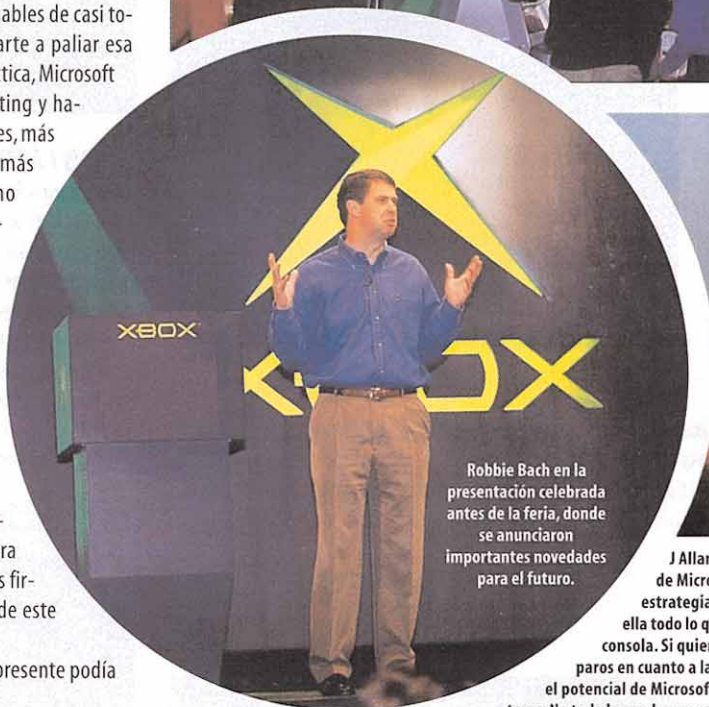 ables de casi to-
arte a paliar esa
tica, Microsoft
ting y ha-
es, más
más
no
XBOX
XBOX
Robbie Bach en la
presentación celebrada
antes de la feria, donde
se anunciaron
importantes novedades
para el futuro.
ra
s fir-
de este
presente podía
J Allar
de Micro
estrategia
ella todo lo q
consola. Si quier
paros en cuanto a la
el potencial de Microsof